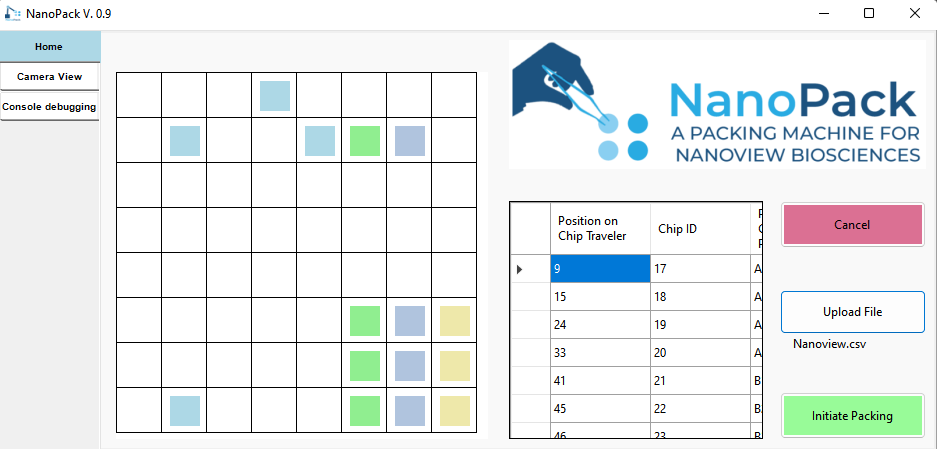 NanoPack V. 0.9
Home
Camera View
Console debugging
NanoPack
A PACKING MACHINE FOR
NANOVIEW BIOSCIENCES
Position on
Chip Traveler
Chip ID
9 17 A
15 18 A
24 19 A
33 20 A
41 21 B
45 22 B
46 23
Cancel
Upload File
Nanoview.csv
Initiate Packing